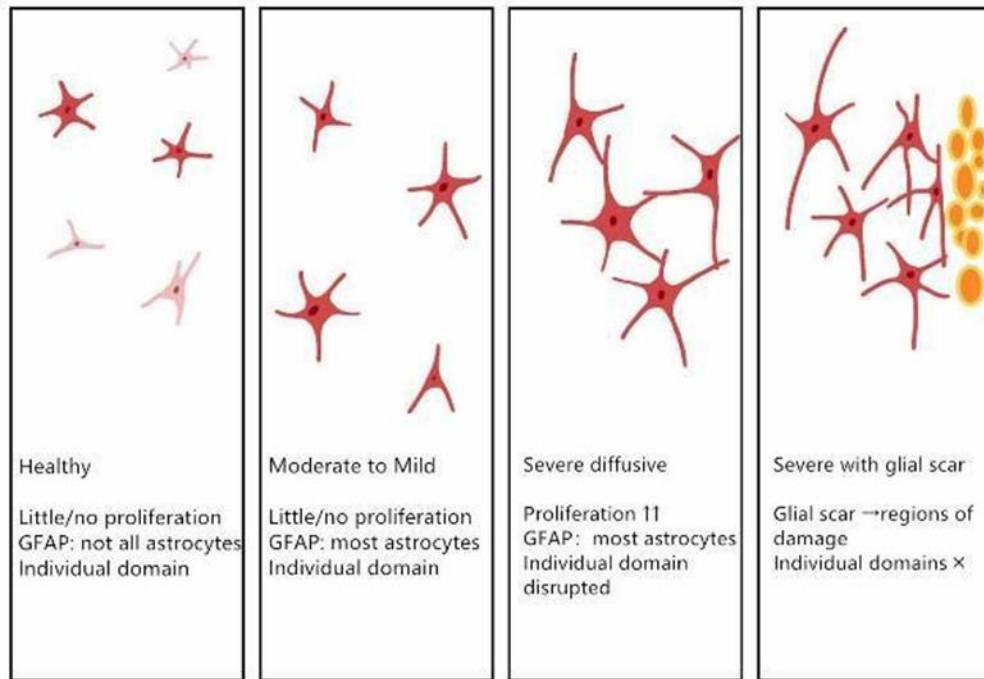 Healthy
Little/no proliferation
GFAP: not all astrocytes
Individual domain
Moderate to Mild
Little/no proliferation
GFAP: most astrocytes
Individual domain
Severe diffusive
Proliferation 11
GFAP: most astrocytes
Individual domain
disrupted
Severe with glial scar
Glial scar →regions of
damage
Individual domains ×